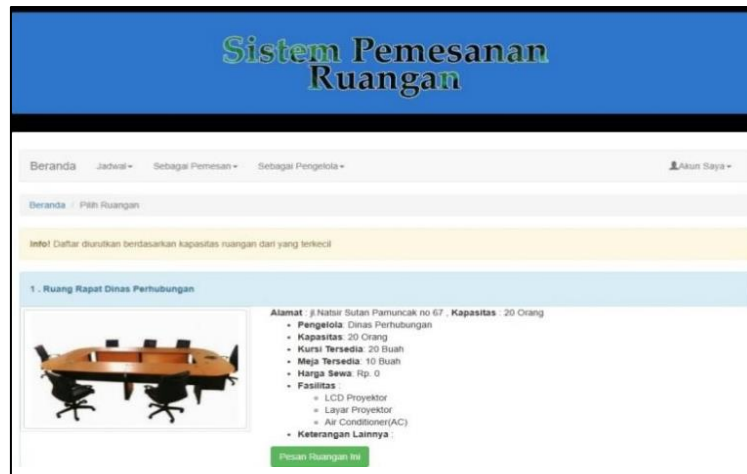 Sistem Pemesanan
Ruangan
Beranda Jadwal Sebagai Pemesan Sebagai Pengelola Akun Saya
Beranda / Pilih Ruangan
Info! Daftar diurutkan berdasarkan kapasitas ruangan dari yang terkecil
1 . Ruang Rapat Dinas Perhubungan
Alamat : jl.Natsir Sutan Pamuncak no 67 , Kapasitas : 20 Orang
Pengelola: Dinas Perhubungan
Kapasitas: 20 Orang
Kursi Tersedia: 20 Buah
Meja Tersedia: 10 Buah
Harga Sewa: Rp. 0
Fasilitas :
LCD Proyektor
Layar Proyektor
Air Conditioner(AC)
Keterangan Lainnya :
Pesan Ruangan Ini